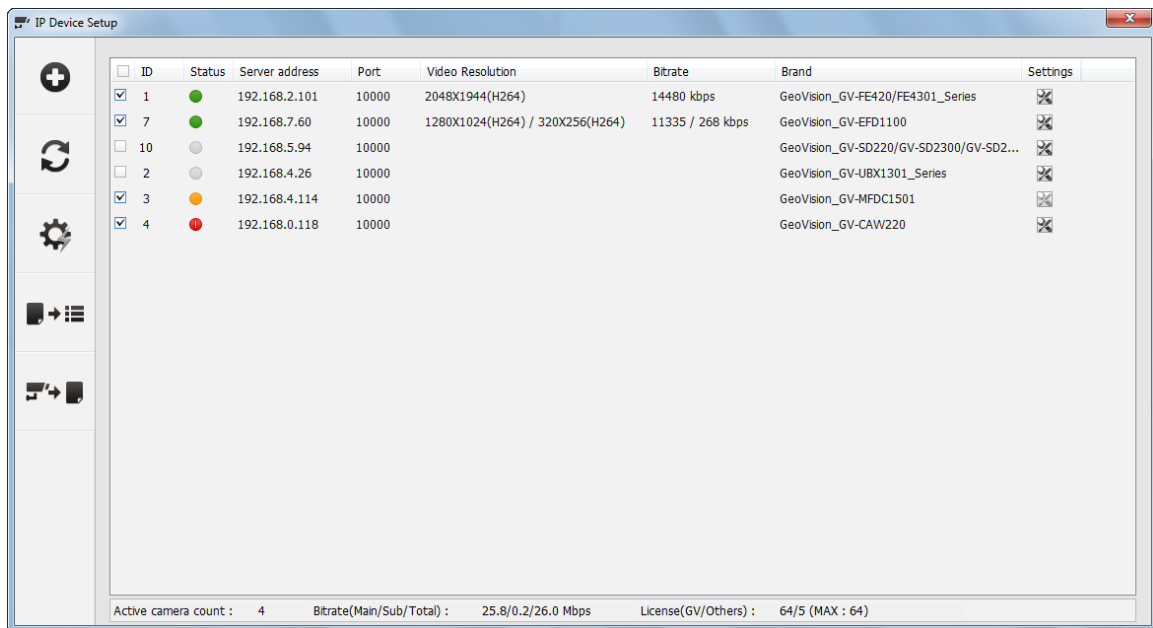 IP Device Setup
ID Status Server address Port Video Resolution Bitrate Brand Settings
1 192.168.2.101 10000 2048X1944(H264) 14480 kbps GeoVision_GV-FE420/FE4301_Series
7 192.168.7.60 10000 1280X1024(H264) / 320X256(H264) 11335 / 268 kbps GeoVision_GV-EFD1100
10 192.168.5.94 10000 GeoVision_GV-SD220/GV-SD2300/GV-SD2...
2 192.168.4.26 10000 GeoVision_GV-UBX1301_Series
3 192.168.4.114 10000 GeoVision_GV-MFDC1501
4 192.168.0.118 10000 GeoVision_GV-CAW220
Active camera count : 4 Bitrate(Main/Sub/Total) : 25.8/0.2/26.0 Mbps License(GV/Others) : 64/5 (MAX : 64)